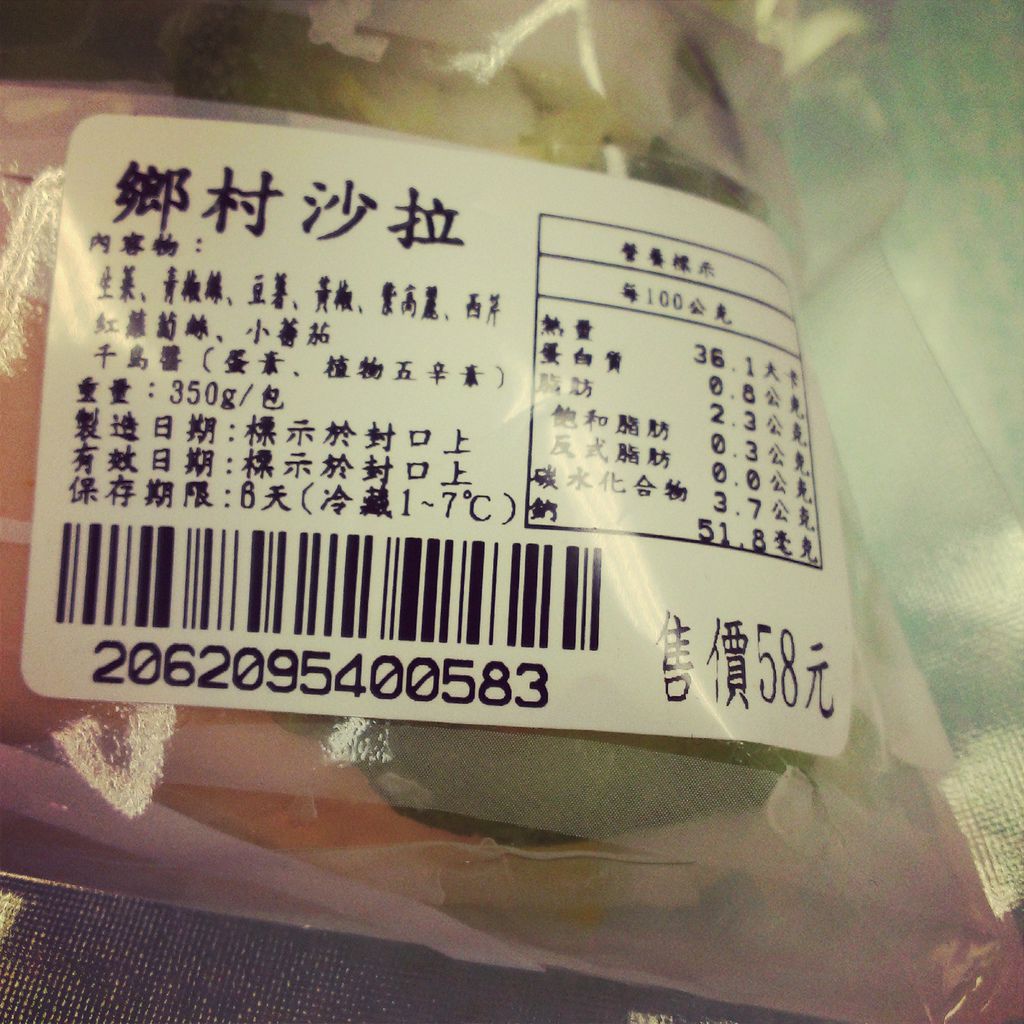 鄉村沙拉
內容物：
生菜、青椒絲、豆薯、黃椒、紫高麗、西芹
紅蘿蔔絲、小蕃茄
千島醬（蛋素、植物五辛素）
重量：350g/包
製造日期：標示於封口上
有效日期：標示於封口上
保存期限：6天(冷藏1~7℃)
2062095400583
營養標示
每100公克
熱量 36.1大卡
蛋白質 0.8公克
脂肪 2.3公克
飽和脂肪 0.3公克
反式脂肪 0.0公克
碳水化合物 3.7公克
鈉 51.8毫克
售價58元